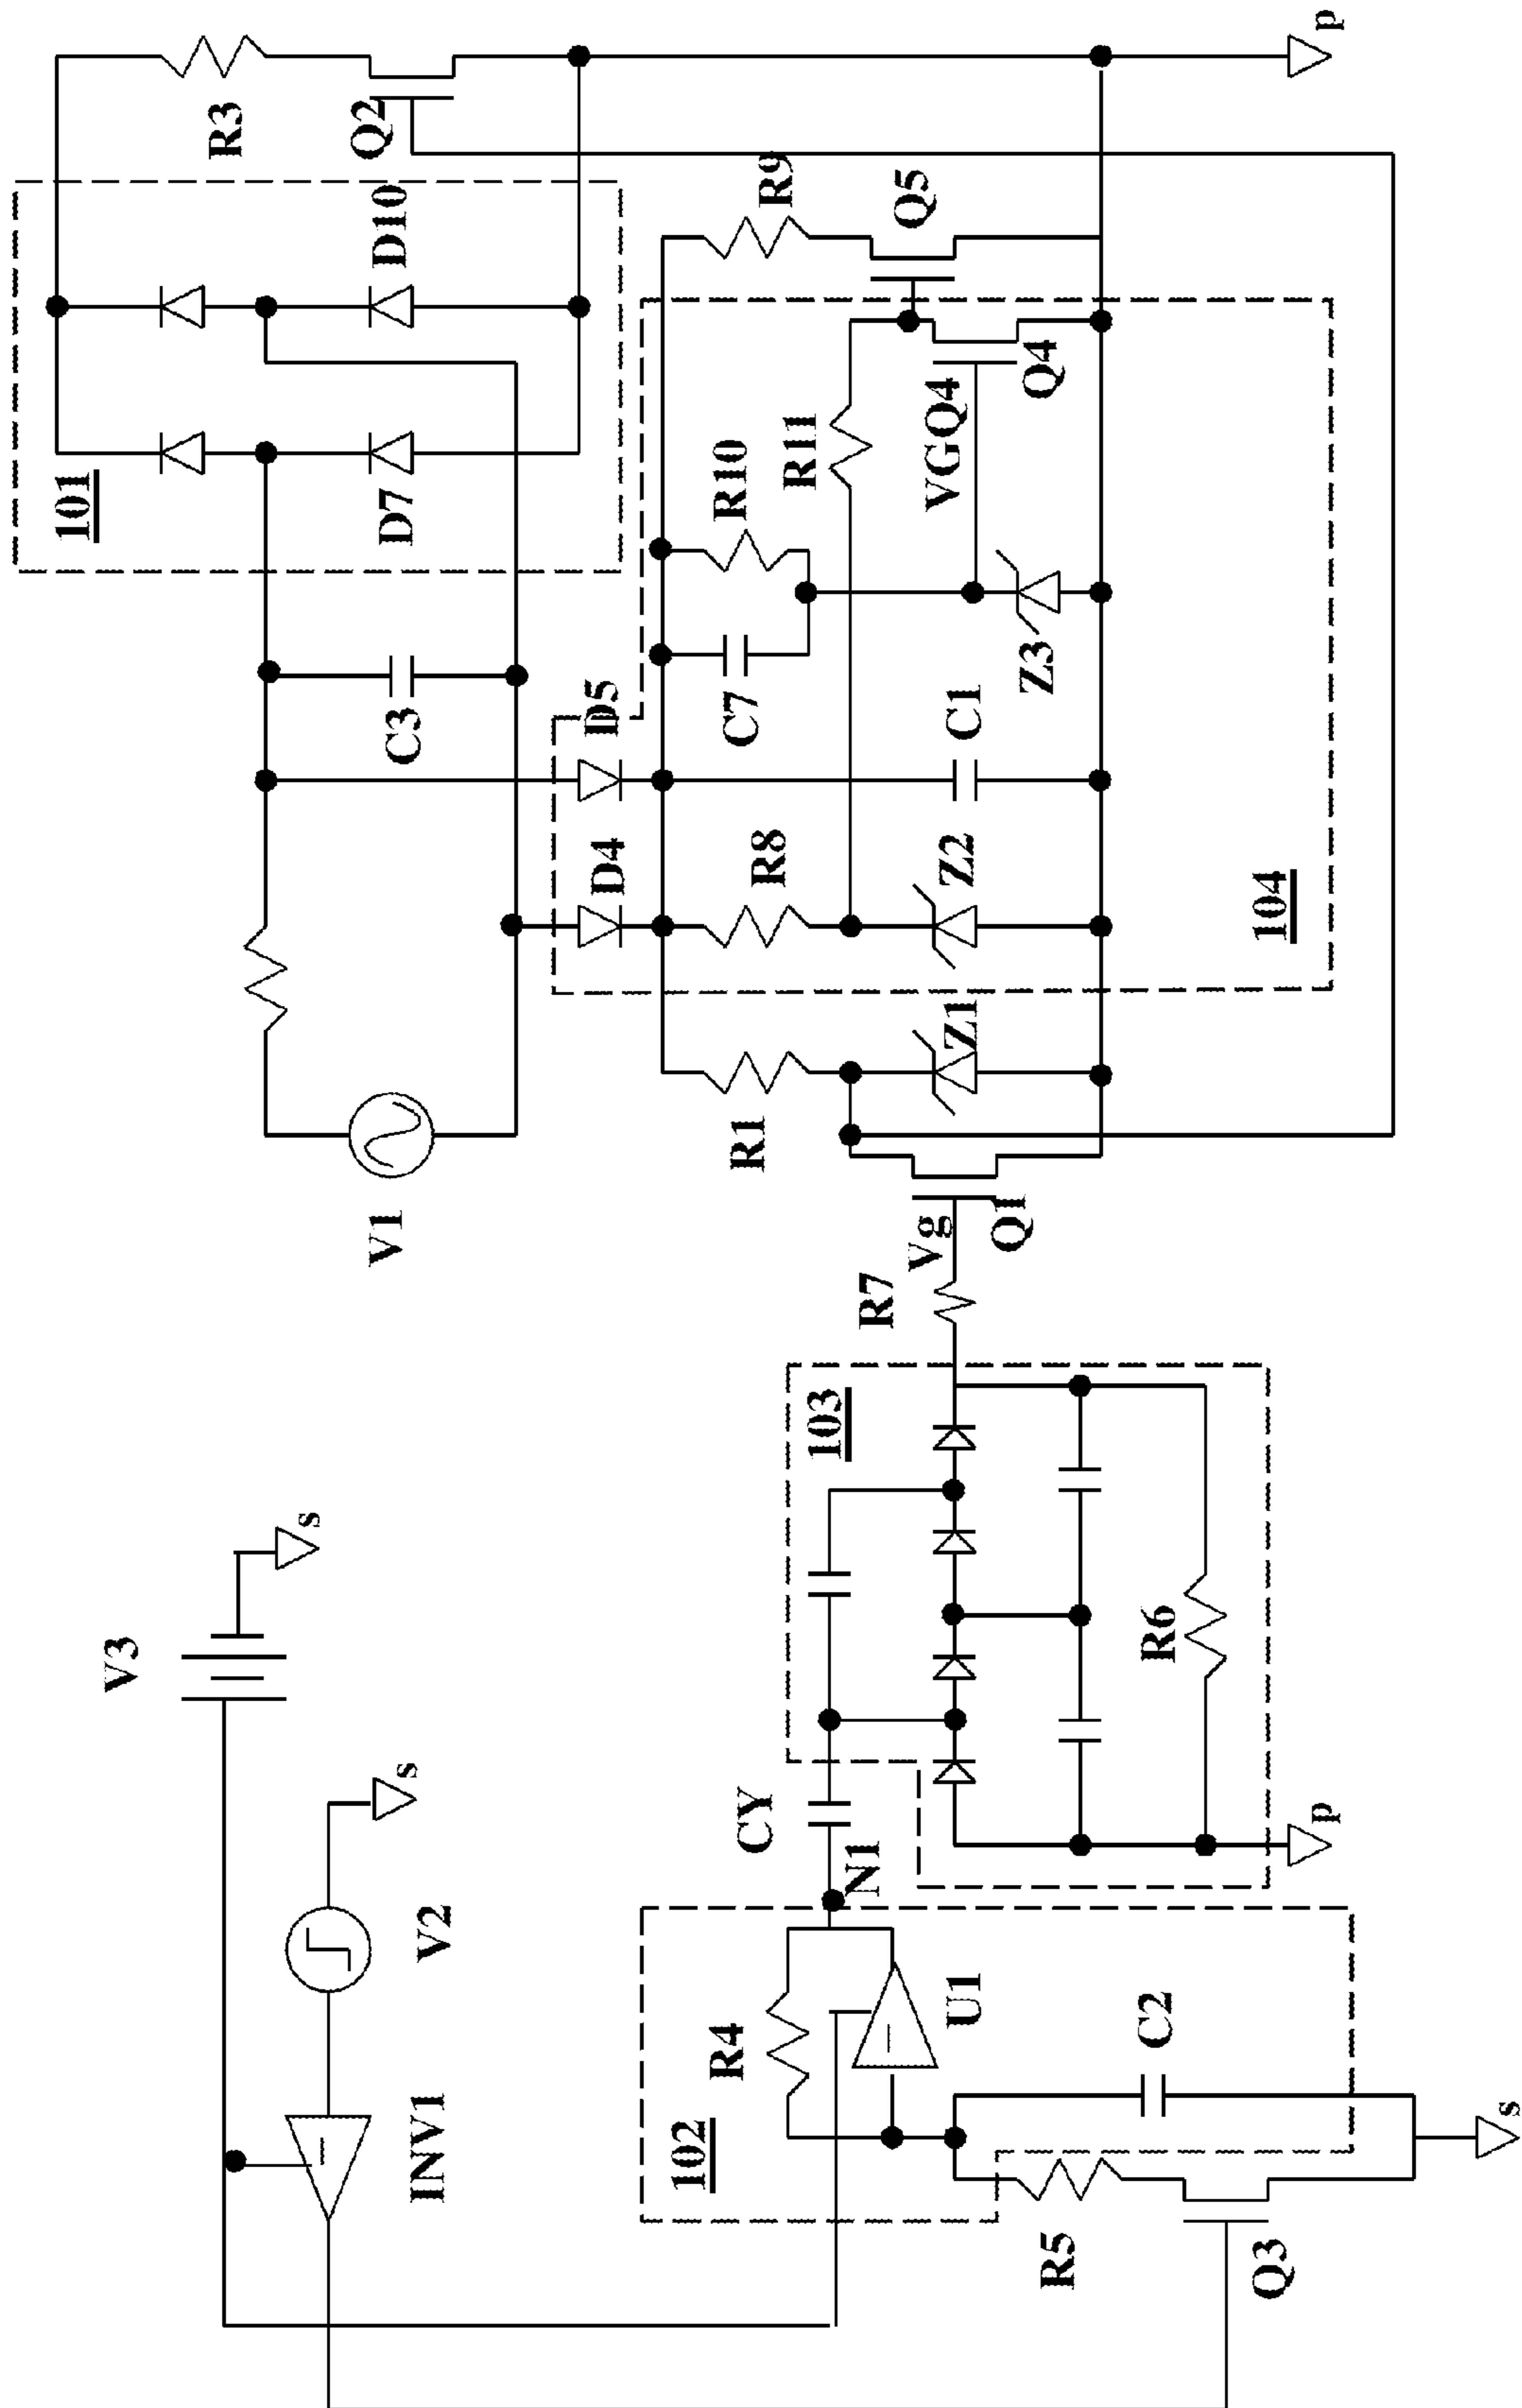 V3
s
V2
s
INV1
102
R4
U1
C2
R5
Q3
s
N1
CY
103
R6
p
R7
Vg
Q1
V1
R1
Z1
D4
R8
Z2
104
D5
C3
C1
C7
R10
Z3
R11
VGQ4
Q4
R9
Q5
101
D7
D10
R3
Q2
p